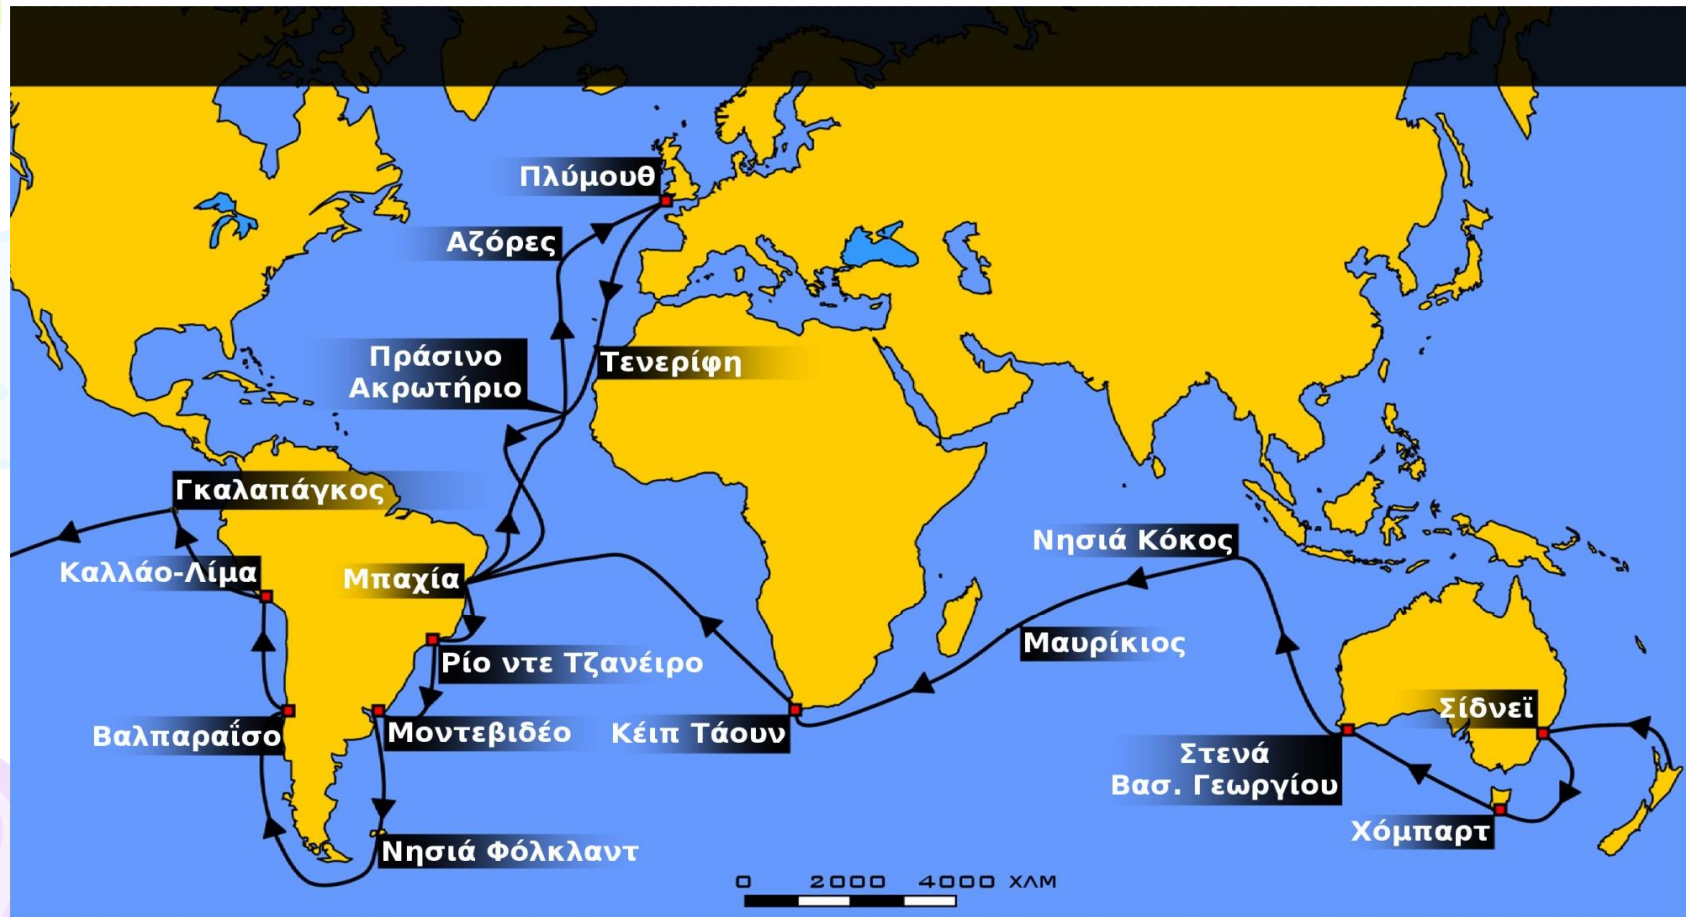 Πλύμουθ
Αζόρες
Πράσινο
Ακρωτήριο
Τενερίφη
Γκαλαπάγκος
Καλλάο-Λίμα
Μπαχία
Νησιά Κόκος
Μαυρίκιος
Ρίο ντε Τζανέιρο
Βαλπαραΐσο
Μοντεβιδέο
Κέιπ Τάουν
Σίδνεϊ
Στενά
Βασ. Γεωργίου
Χόμπαρτ
Νησιά Φόλκλαντ
0 2000 4000 ΧΛΜ